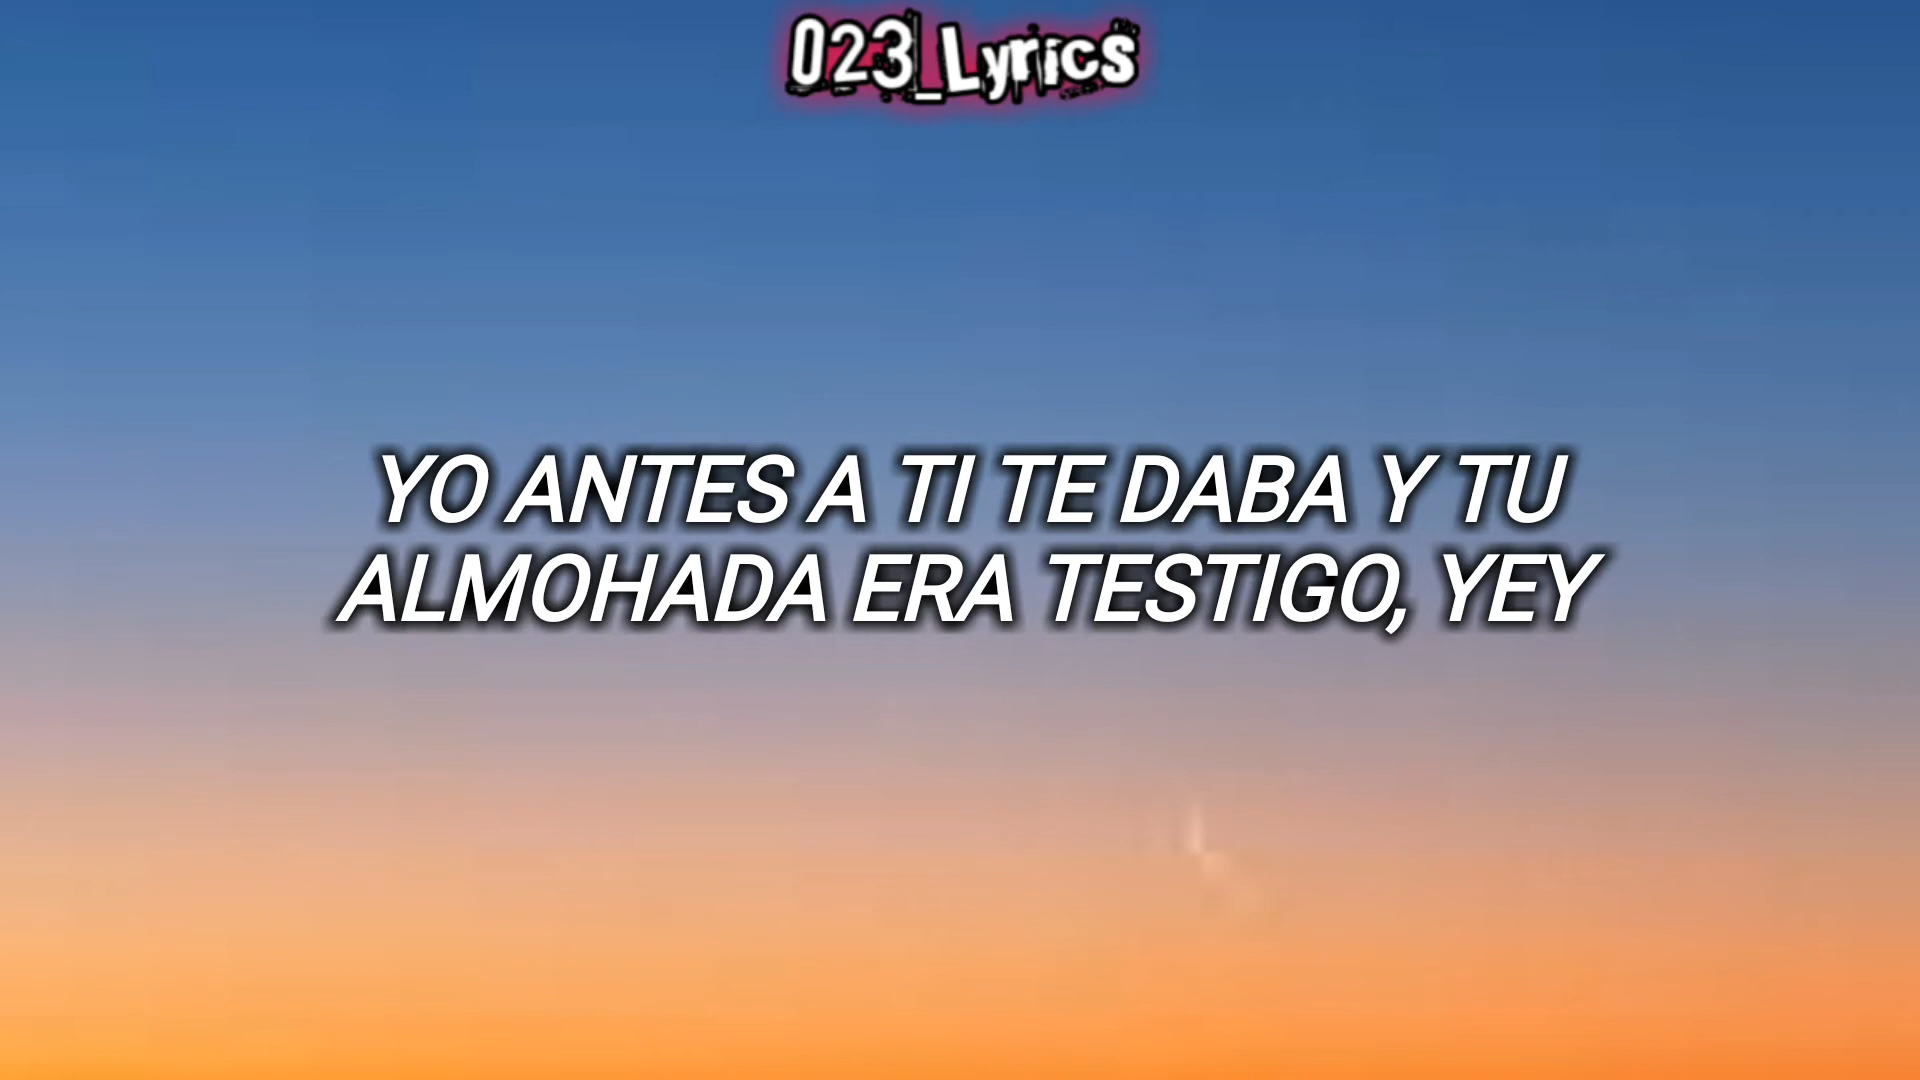 023_Lyrics
YO ANTES A TI TE DABA Y TU
ALMOHADA ERA TESTIGO, YEY